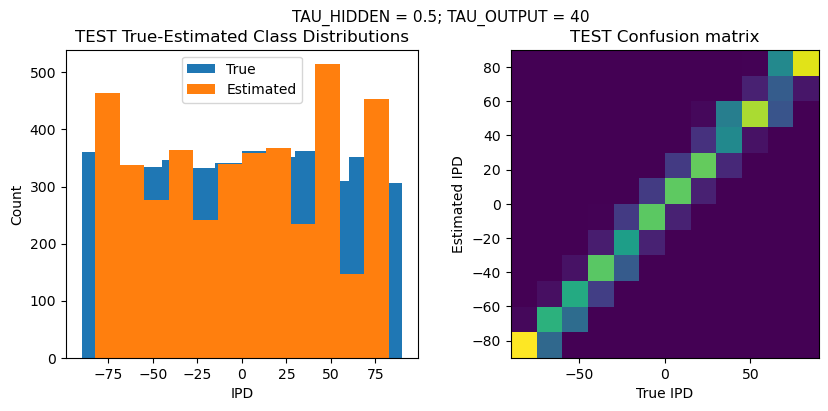 TAU_HIDDEN = 0.5; TAU_OUTPUT = 40
TEST True-Estimated Class Distributions
TEST Confusion matrix
True
Estimated
500
400
300
200
100
0
Count
−75
−50
−25
0
25
50
75
IPD
80
60
40
20
0
−20
−40
−60
−80
Estimated IPD
−50
0
50
True IPD